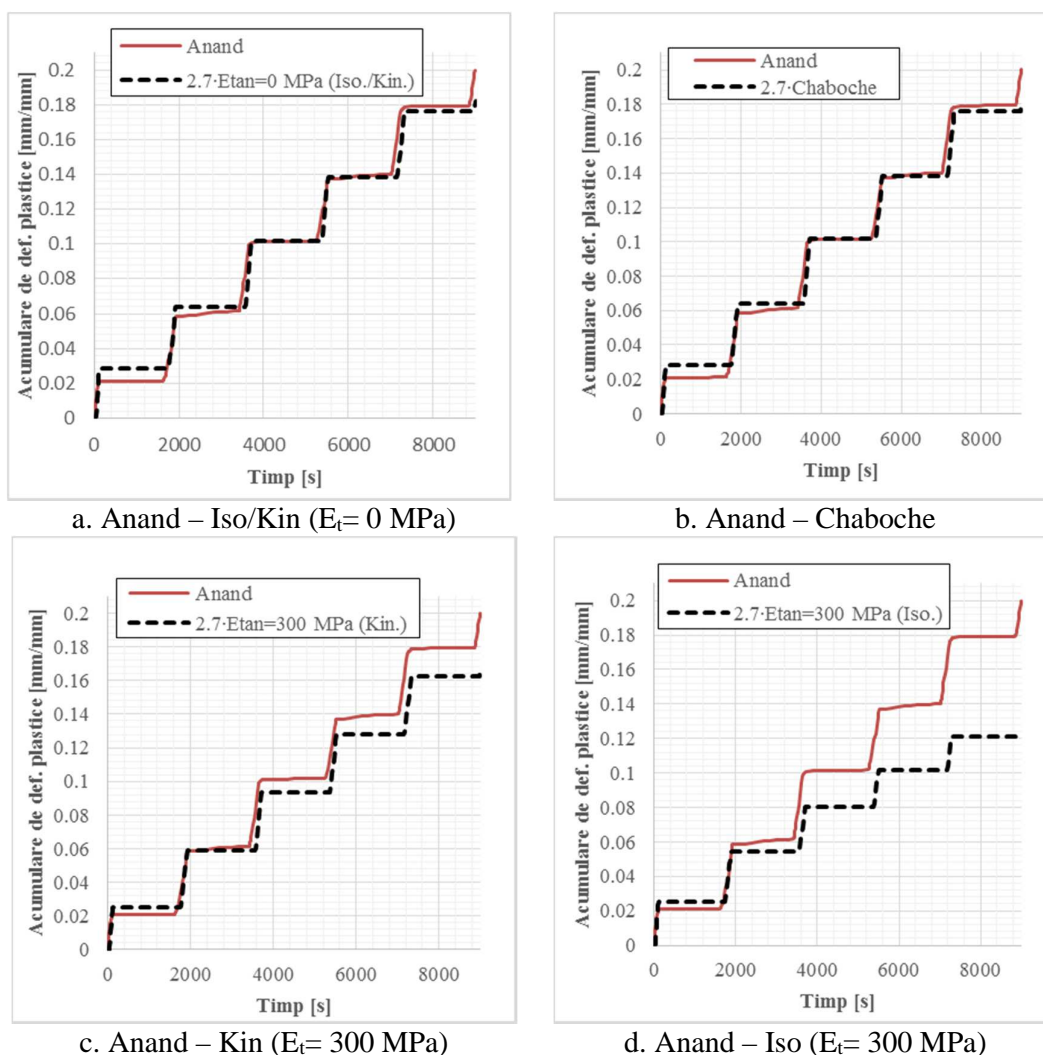 Anand
2.7·Etan=0 MPa (Iso./Kin.)
Acumulare de def. plastice [mm/mm]
0.2
0.18
0.16
0.14
0.12
0.1
0.08
0.06
0.04
0.02
0
0 2000 4000 6000 8000
Timp [s]
a. Anand – Iso/Kin (Eₜ= 0 MPa)
Anand
2.7·Chaboche
Acumulare de def. plastice [mm/mm]
0.2
0.18
0.16
0.14
0.12
0.1
0.08
0.06
0.04
0.02
0
0 2000 4000 6000 8000
Timp [s]
b. Anand – Chaboche
Anand
2.7·Etan=300 MPa (Kin.)
Acumulare de def. plastice [mm/mm]
0.2
0.18
0.16
0.14
0.12
0.1
0.08
0.06
0.04
0.02
0
0 2000 4000 6000 8000
Timp [s]
c. Anand – Kin (Eₜ= 300 MPa)
Anand
2.7·Etan=300 MPa (Iso.)
Acumulare de def. plastice [mm/mm]
0.2
0.18
0.16
0.14
0.12
0.1
0.08
0.06
0.04
0.02
0
0 2000 4000 6000 8000
Timp [s]
d. Anand – Iso (Eₜ= 300 MPa)